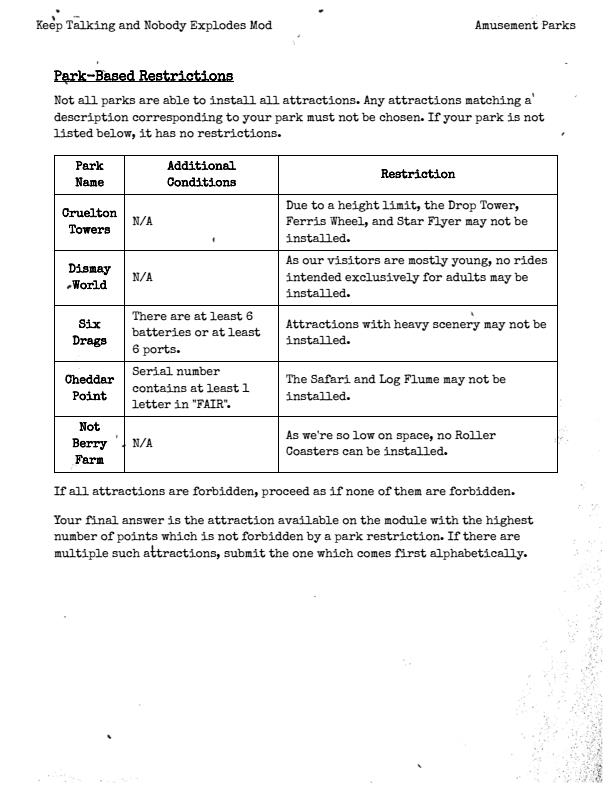 Keep Talking and Nobody Explodes Mod Amusement Parks
Park-Based Restrictions
Not all parks are able to install all attractions. Any attractions matching a
description corresponding to your park must not be chosen. If your park is not
listed below, it has no restrictions.
Park
Name
Additional
Conditions
Restriction
Cruelton
Towers
N/A
Due to a height limit, the Drop Tower,
Ferris Wheel, and Star Flyer may not be
installed.
Dismay
World
N/A
As our visitors are mostly young, no rides
intended exclusively for adults may be
installed.
Six
Drags
There are at least 6
batteries or at least
6 ports.
Attractions with heavy scenery may not be
installed.
Cheddar
Point
Serial number
contains at least 1
letter in "FAIR".
The Safari and Log Flume may not be
installed.
Not
Berry
Farm
N/A
As we're so low on space, no Roller
Coasters can be installed.
If all attractions are forbidden, proceed as if none of them are forbidden.
Your final answer is the attraction available on the module with the highest
number of points which is not forbidden by a park restriction. If there are
multiple such attractions, submit the one which comes first alphabetically.